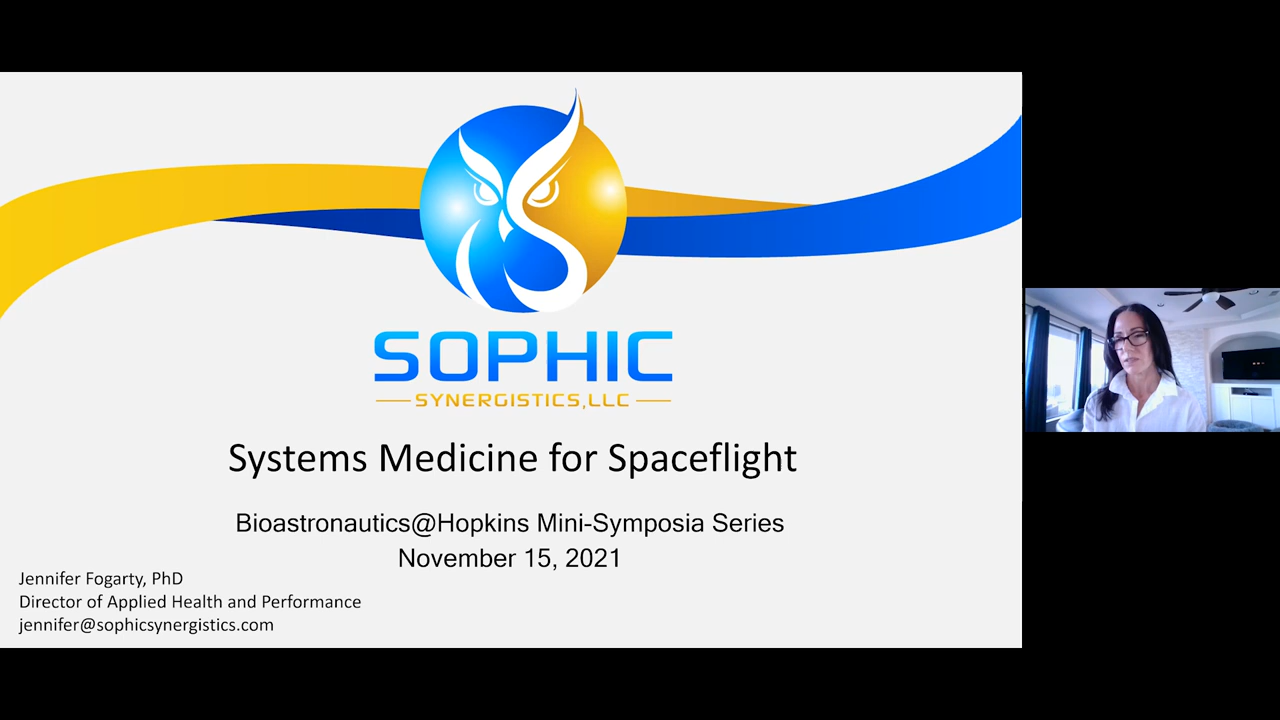 SOPHIC
SYNERGISTICS,LLC
Systems Medicine for Spaceflight
Bioastronautics@Hopkins Mini-Symposia Series
November 15, 2021
Jennifer Fogarty, PhD
Director of Applied Health and Performance
jennifer@sophicsynergistics.com